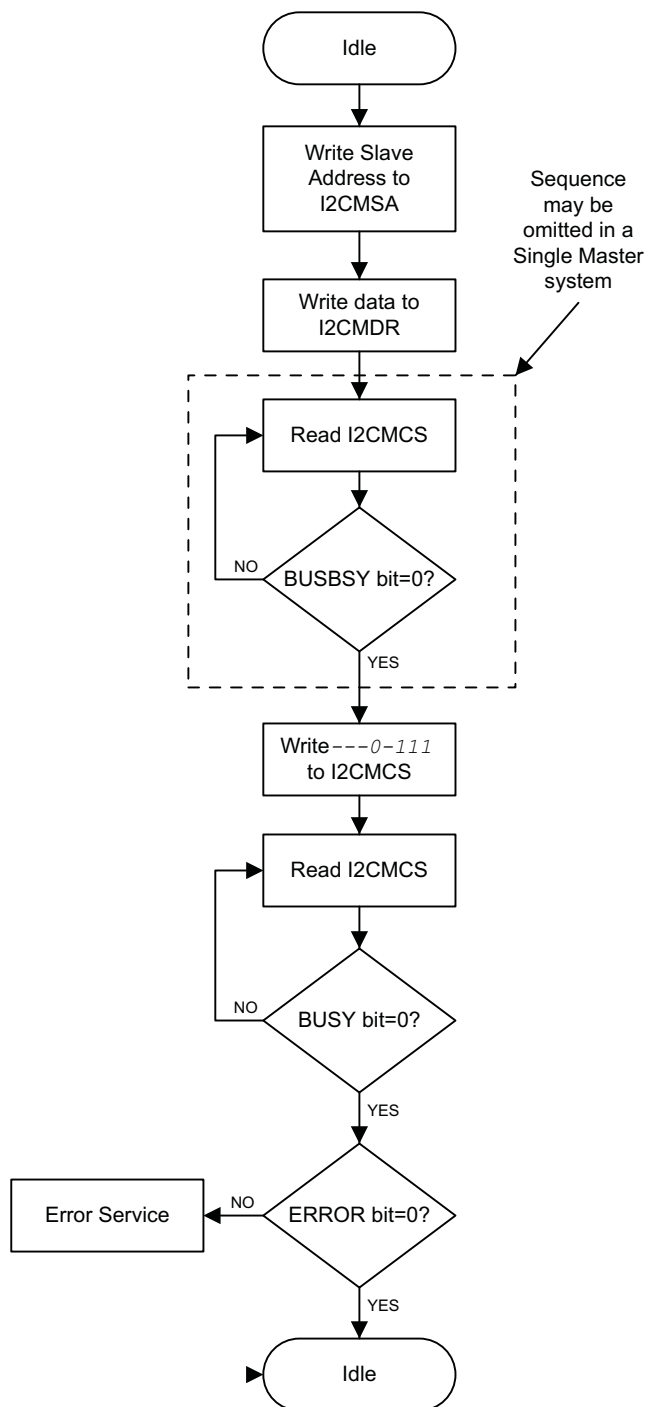 Idle
Write Slave
Address to
I2CMSA
Sequence
may be
omitted in a
Single Master
system
Write data to
I2CMDR
Read I2CMCS
NO
BUSBSY bit=0?
YES
Write ---0-111
to I2CMCS
Read I2CMCS
NO
BUSY bit=0?
YES
Error Service
NO
ERROR bit=0?
YES
Idle